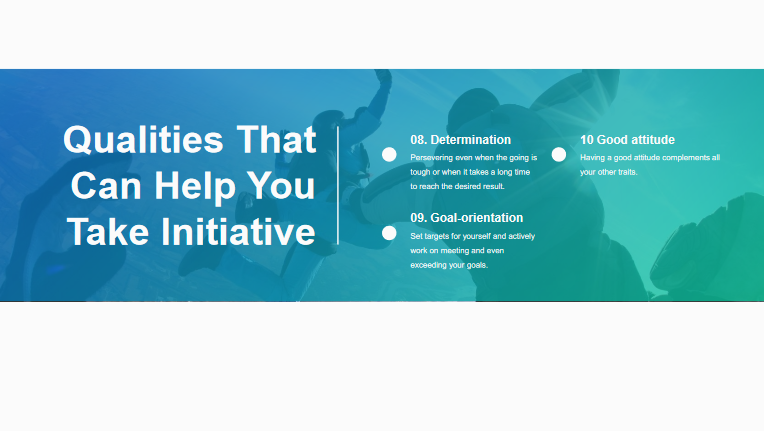 Qualities That
Can Help You
Take Initiative
08. Determination
Persevering even when the going is
tough or when it takes a long time
to reach the desired result.
09. Goal-orientation
Set targets for yourself and actively
work on meeting and even
exceeding your goals.
10 Good attitude
Having a good attitude complements all
your other traits.